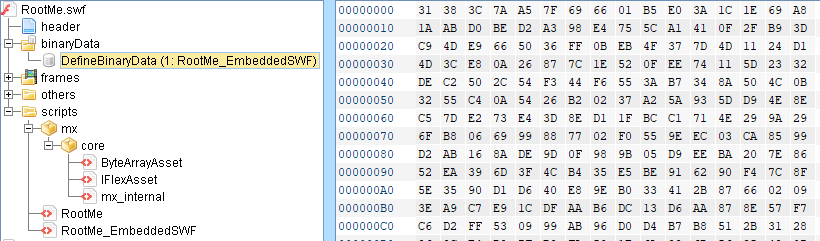 RootMe.swf
header
binaryData
DefineBinaryData (1: RootMe_EmbeddedSWF)
frames
others
scripts
mx
core
ByteArrayAsset
IFlexAsset
mx_internal
RootMe
RootMe_EmbeddedSWF
00000000 31 38 3C 7A A5 7F 69 66 01 B5 E0 3A 1C 1E 69 A8
00000010 1A AB D0 BE D2 A3 98 E4 75 5C A1 41 0F 2F B9 3D
00000020 C9 4D E9 66 50 36 FF 0B EB 4F 37 7D 4D 11 24 D1
00000030 4D 3C E8 0A 26 87 7C 1E 52 0F EE 74 11 5D 23 32
00000040 DE C2 50 2C 54 F3 44 F6 55 3A B7 34 8A 50 4C 0B
00000050 32 55 C4 0A 54 26 B2 02 37 A2 5A 93 5D D9 4E 8E
00000060 C5 7D E2 73 E4 3D 8E D1 1F BC C1 71 4E 29 9A 29
00000070 6F B8 06 69 99 88 77 02 F0 55 9E EC 03 CA 85 99
00000080 D2 AB 16 8A DE 9D 0F 98 9B 05 D9 EE BA 20 7E 86
00000090 52 EA 39 6D 3F 4C B4 35 E5 BE 91 62 90 F4 7C 8F
000000A0 5E 35 90 D1 D6 40 E8 9E B0 33 41 2B 87 66 02 09
000000B0 3E A9 C7 E9 1C DF AA B6 DC 13 D6 AA 87 8E 57 F7
000000C0 C6 D2 FF 53 09 99 AB 96 D0 D4 B7 B8 51 2B 31 28